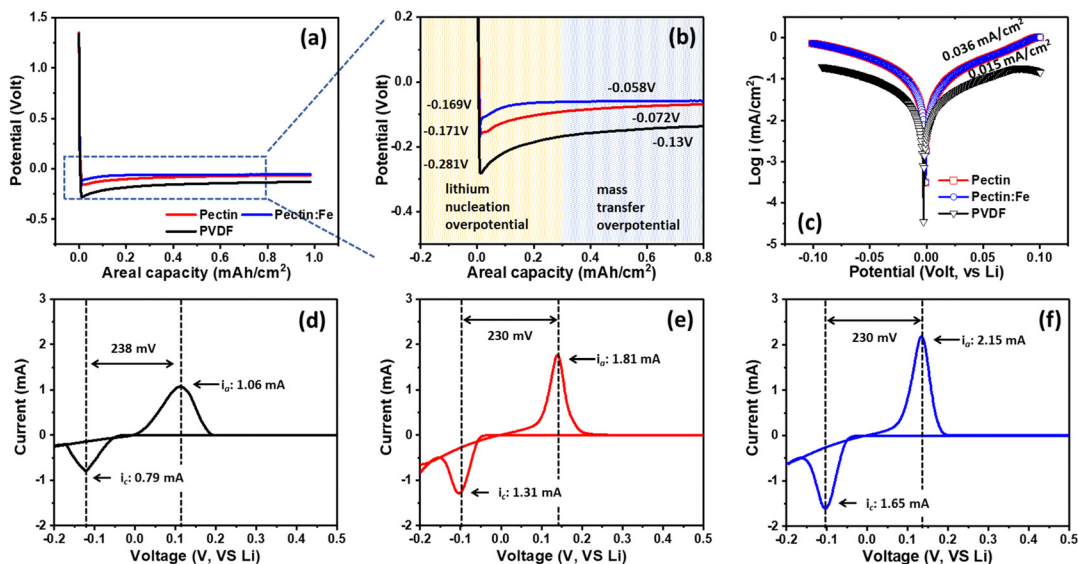 (a)
Potential (Volt)
1.5
1.0
0.5
0.0
-0.5
Pectin
Pectin:Fe
PVDF
0.0 0.2 0.4 0.6 0.8 1.0
Areal capacity (mAh/cm²)
(b)
Potential (Volt)
0.2
0.0
-0.2
-0.4
-0.169V
-0.171V
-0.281V
-0.058V
-0.072V
-0.13V
lithium
nucleation
overpotential
mass
transfer
overpotential
-0.2 0.0 0.2 0.4 0.6 0.8
Areal capacity (mAh/cm²)
(c)
Log i (mA/cm²)
0
-1
-2
-3
-4
-5
0.036 mA/cm²
0.015 mA/cm²
Pectin
Pectin:Fe
PVDF
-0.10 -0.05 0.00 0.05 0.10
Potential (Volt, vs Li)
(d)
Current (mA)
3
2
1
0
-1
-2
238 mV
iₐ: 1.06 mA
i_c: 0.79 mA
-0.2 -0.1 0.0 0.1 0.2 0.3 0.4 0.5
Voltage (V, VS Li)
(e)
Current (mA)
3
2
1
0
-1
-2
230 mV
iₐ: 1.81 mA
i_c: 1.31 mA
-0.2 -0.1 0.0 0.1 0.2 0.3 0.4 0.5
Voltage (V, VS Li)
(f)
Current (mA)
3
2
1
0
-1
-2
230 mV
iₐ: 2.15 mA
i_c: 1.65 mA
-0.2 -0.1 0.0 0.1 0.2 0.3 0.4 0.5
Voltage (V, VS Li)